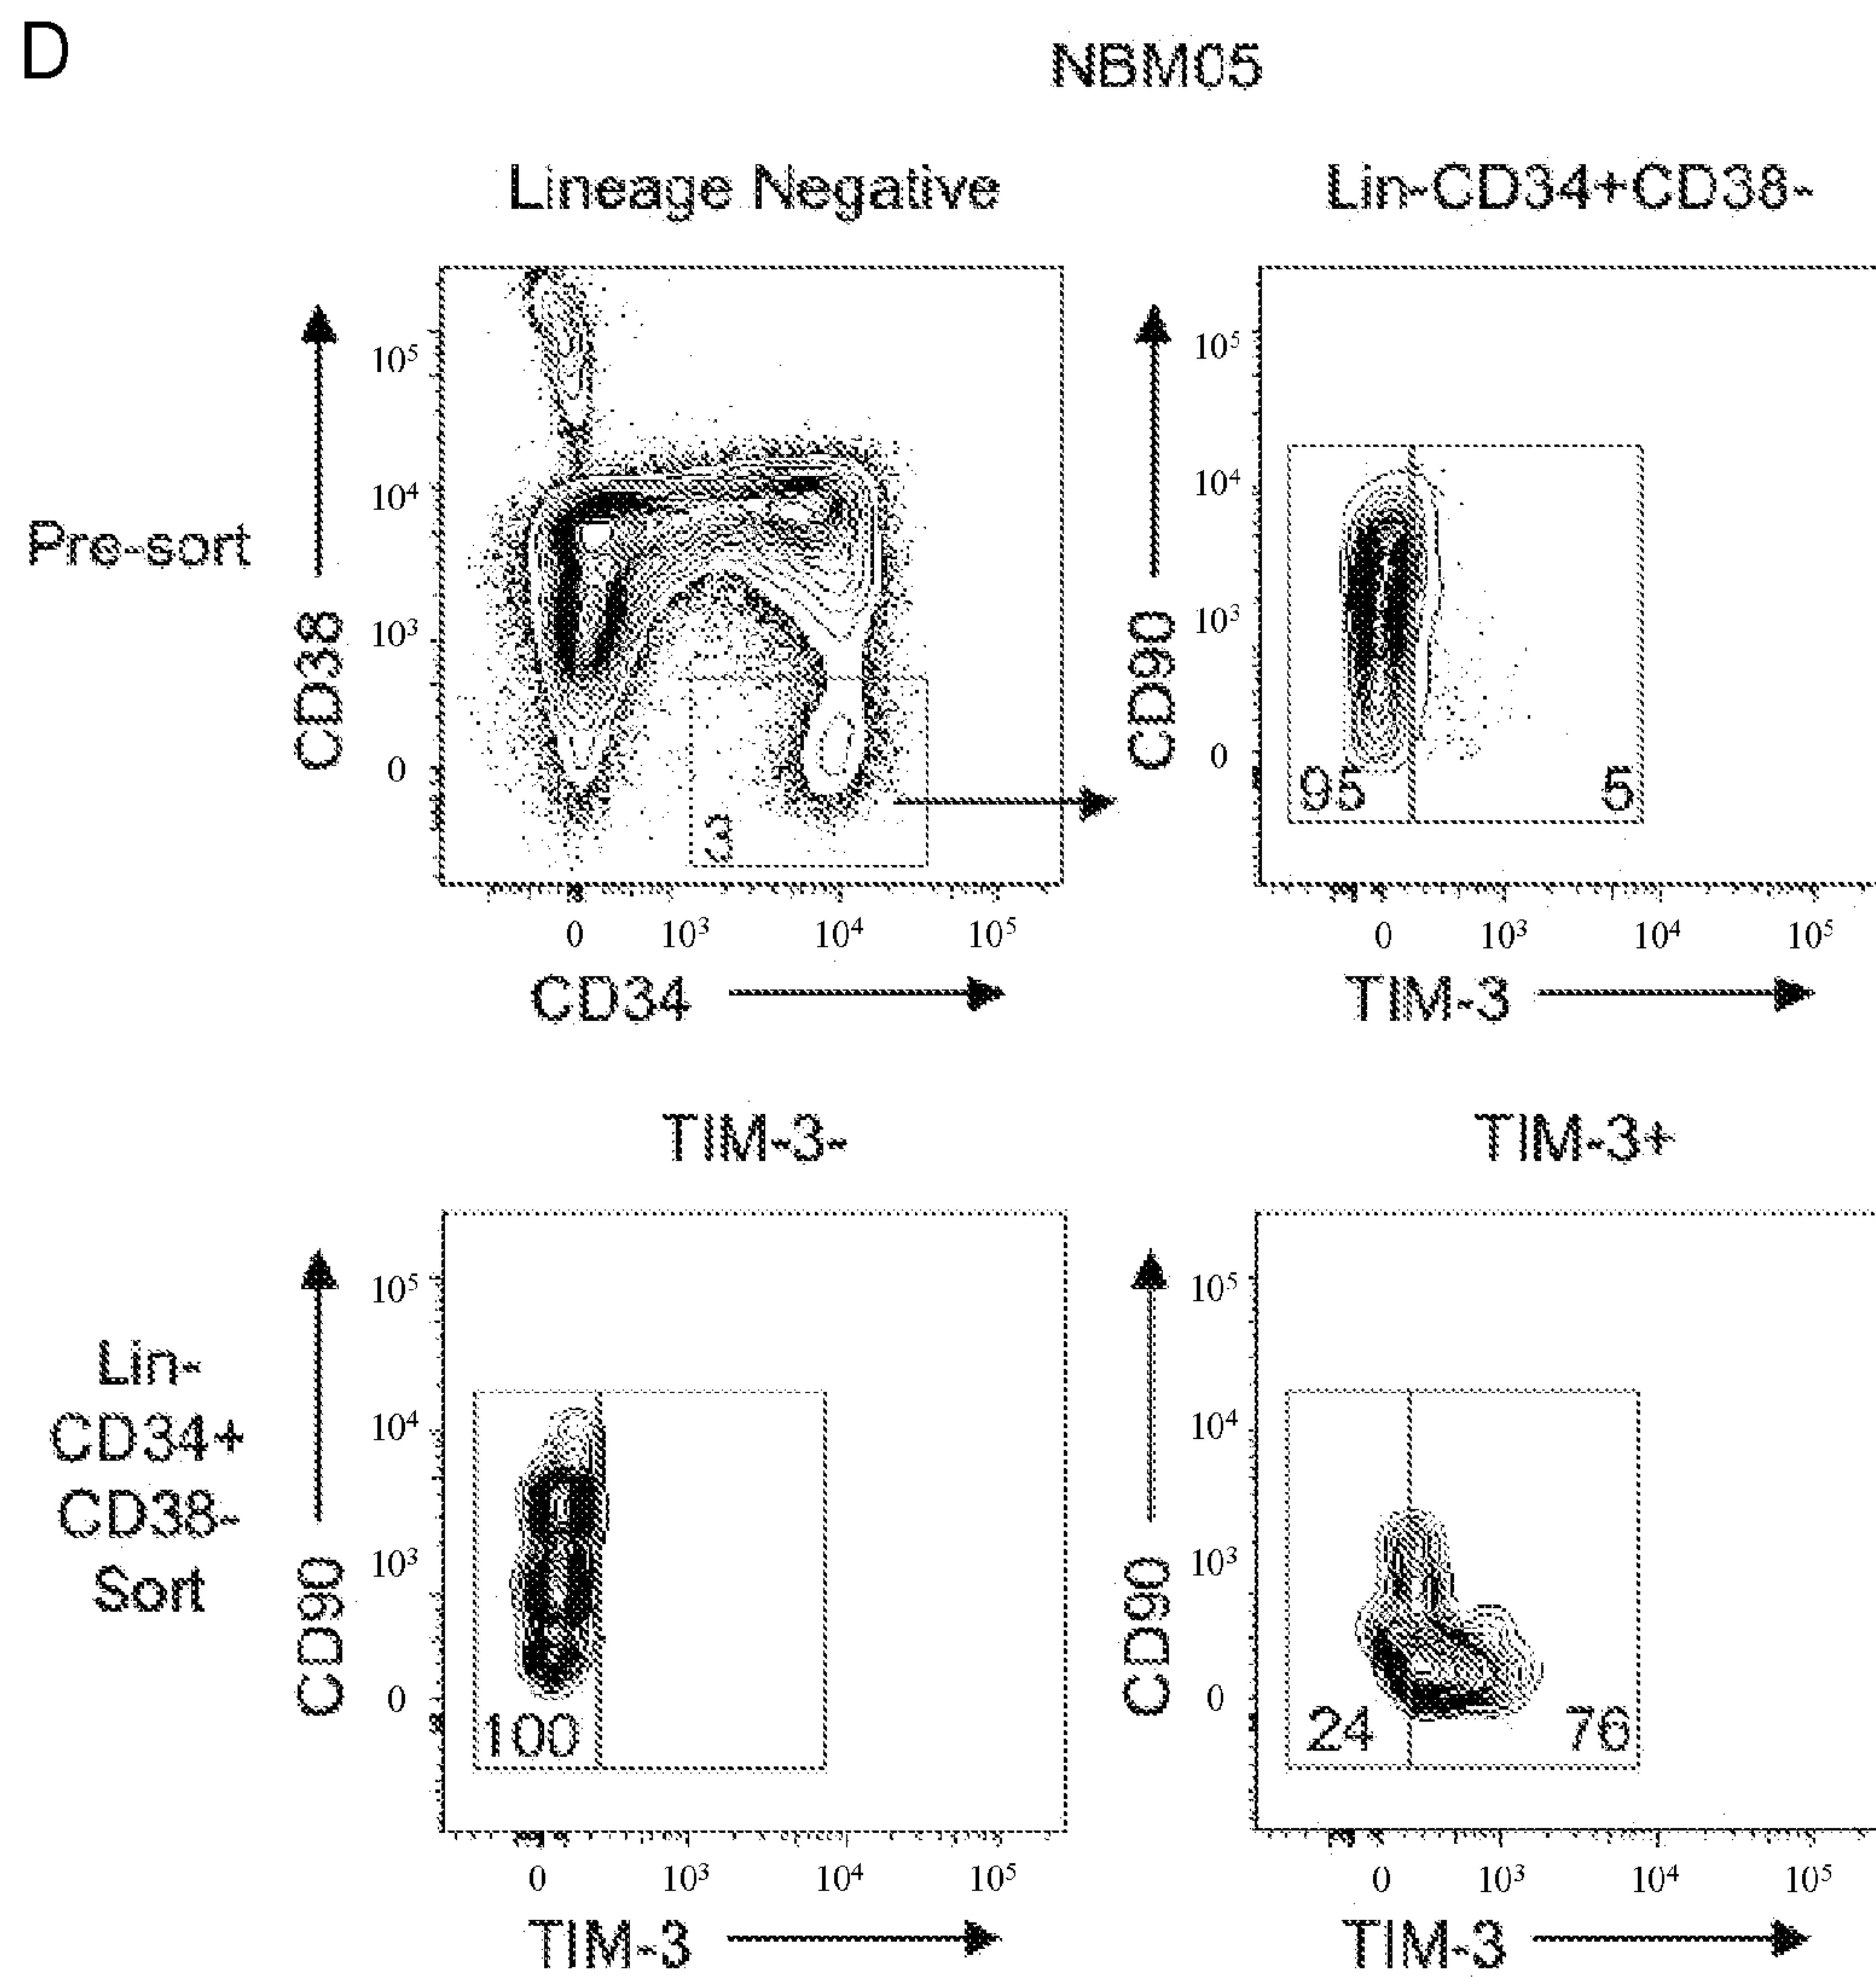 D
NBM05
Lineage Negative
Lin-CD34+CD38-
Pre-sort
CD38
10⁵
10⁴
10³
0
3
0 10³ 10⁴ 10⁵
CD34
CD90
10⁵
10⁴
10³
0
95 5
0 10³ 10⁴ 10⁵
TIM-3
TIM-3-
TIM-3+
Lin-
CD34+
CD38-
Sort
CD90
10⁵
10⁴
10³
0
100
0 10³ 10⁴ 10⁵
TIM-3
CD90
10⁵
10⁴
10³
0
24 76
0 10³ 10⁴ 10⁵
TIM-3